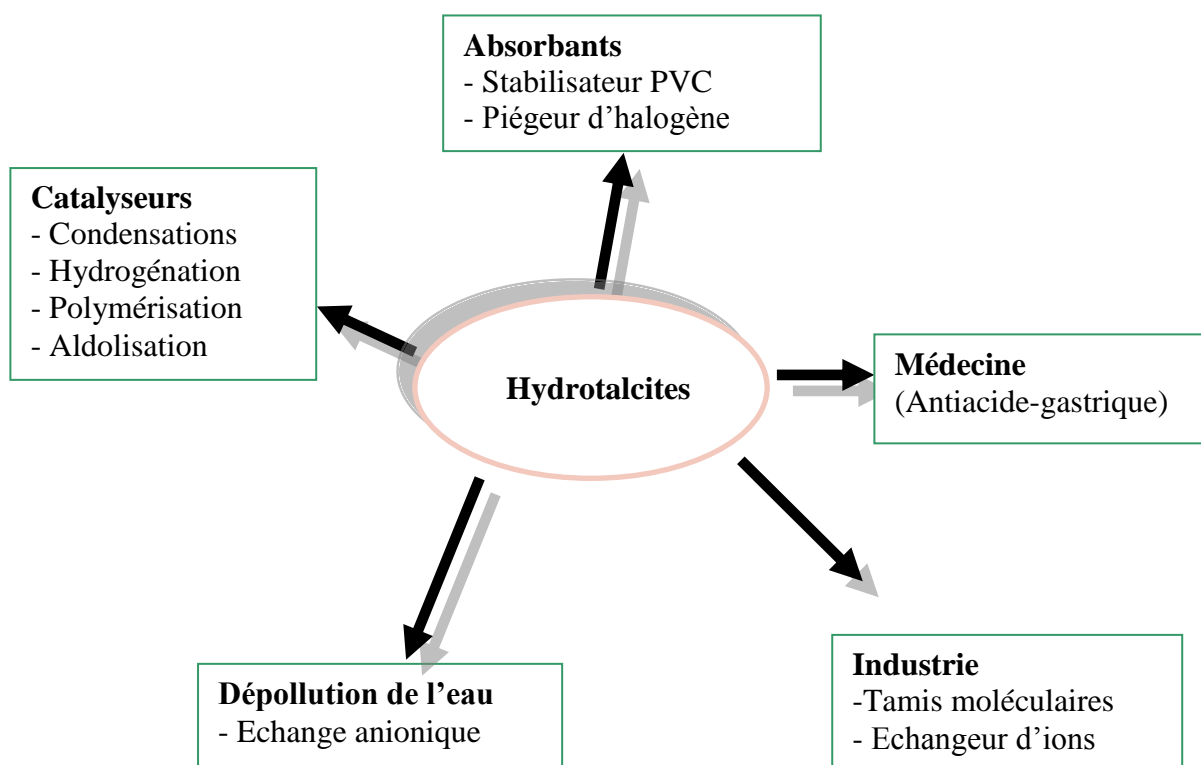 Absorbants
- Stabilisateur PVC
- Piégeur d’halogène
Catalyseurs
- Condensations
- Hydrogénation
- Polymérisation
- Aldolisation
Hydrotalcites
Médecine
(Antiacide-gastrique)
Dépollution de l’eau
- Echange anionique
Industrie
-Tamis moléculaires
- Echangeur d’ions